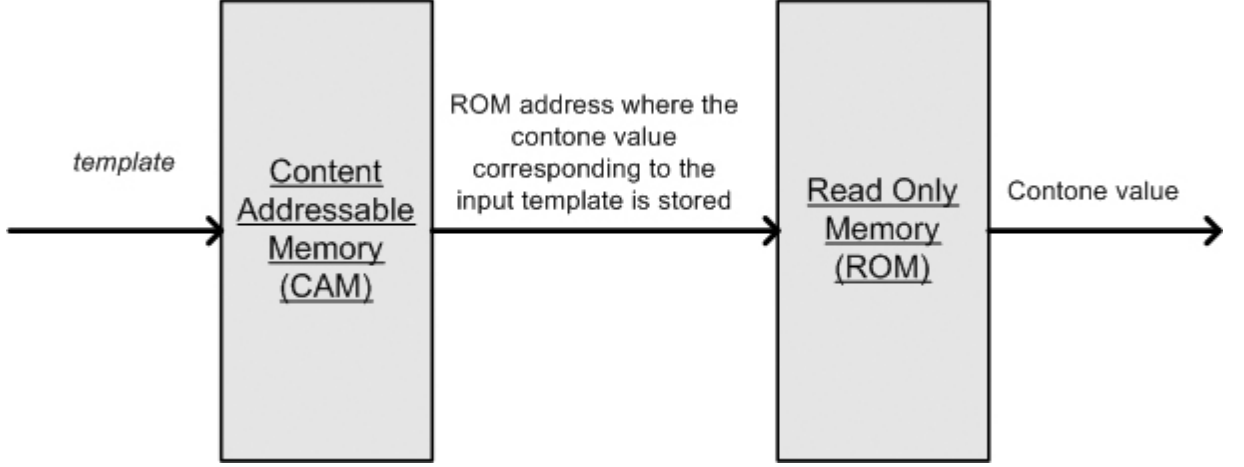 template
Content
Addressable
Memory
(CAM)
ROM address where the
contone value
corresponding to the
input template is stored
Read Only
Memory
(ROM)
Contone value